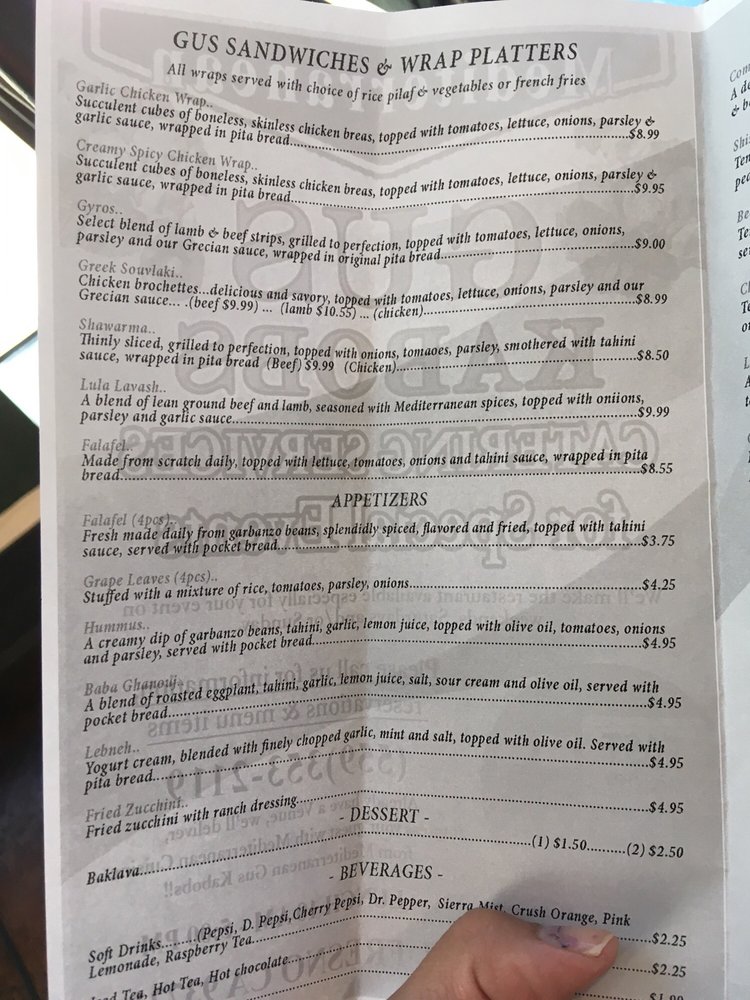 GUS SANDWICHES & WRAP PLATTERS
All wraps served with choice of rice pilaf & vegetables or french fries
Garlic Chicken Wrap..
Succulent cubes of boneless, skinless chicken breas, topped with tomatoes, lettuce, onions, parsley &
garlic sauce, wrapped in pita bread....................$8.99
Creamy Spicy Chicken Wrap..
Succulent cubes of boneless, skinless chicken breas, topped with tomatoes, lettuce, onions, parsley &
garlic sauce, wrapped in pita bread....................$9.95
Gyros..
Select blend of lamb & beef strips, grilled to perfection, topped with tomatoes, lettuce, onions,
parsley and our Grecian sauce, wrapped in original pita bread....................$9.00
Greek Souvlaki..
Chicken brochettes...delicious and savory, topped with tomatoes, lettuce, onions, parsley and our
Grecian sauce... .(beef $9.99) ... (lamb $10.55) ... (chicken)....................$8.99
Shawarma..
Thinly sliced, grilled to perfection, topped with onions, tomaoes, parsley, smothered with tahini
sauce, wrapped in pita bread (Beef) $9.99 (Chicken)....................$8.50
Lula Lavash..
A blend of lean ground beef and lamb, seasoned with Mediterranean spices, topped with oniions,
parsley and garlic sauce....................$9.99
Falafel..
Made from scratch daily, topped with lettuce, tomatoes, onions and tahini sauce, wrapped in pita
bread....................$8.55
APPETIZERS
Falafel (4pcs)..
Fresh made daily from garbanzo beans, splendidly spiced, flavored and fried, topped with tahini
sauce, served with pocket bread....................$3.75
Grape Leaves (4pcs)..
Stuffed with a mixture of rice, tomatoes, parsley, onions....................$4.25
Hummus..
A creamy dip of garbanzo beans, tahini, garlic, lemon juice, topped with olive oil, tomatoes, onions
and parsley, served with pocket bread....................$4.95
Baba Ghanouj..
A blend of roasted eggplant, tahini, garlic, lemon juice, salt, sour cream and olive oil, served with
pocket bread....................$4.95
Lebneh..
Yogurt cream, blended with finely chopped garlic, mint and salt, topped with olive oil. Served with
pita bread....................$4.95
Fried Zucchini..
Fried zucchini with ranch dressing....................$4.95
- DESSERT -
Baklava....................(1) $1.50.........(2) $2.50
- BEVERAGES -
Soft Drinks.........(Pepsi, D. Pepsi,Cherry Pepsi, Dr. Pepper, Sierra Mist, Crush Orange, Pink
Lemonade, Raspberry Tea....................$2.25
Iced Tea, Hot Tea, Hot chocolate....................$2.25
$1.99